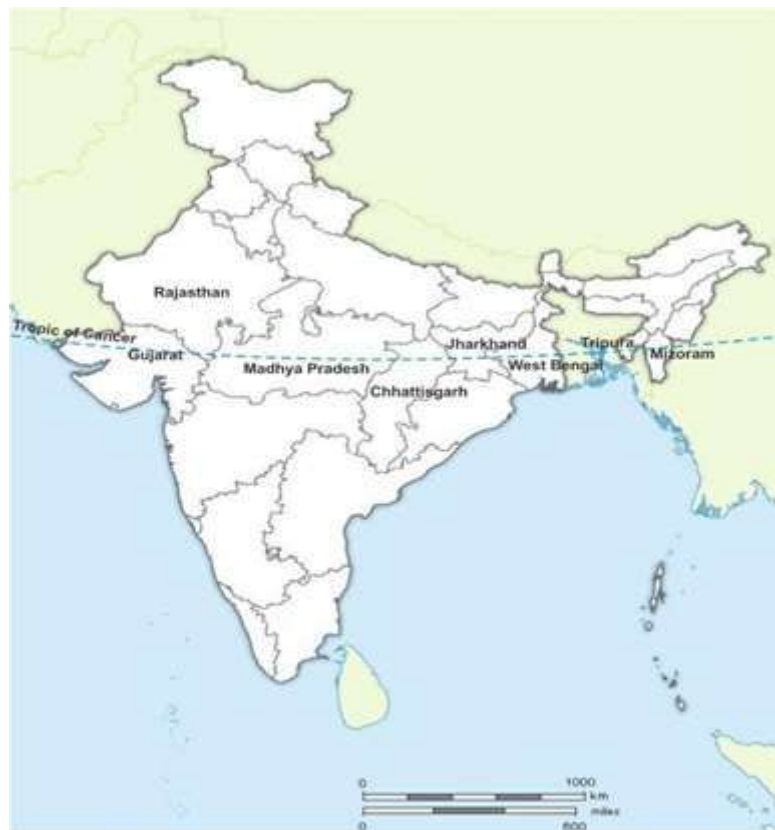 Rajasthan
Tropic of Cancer
Gujarat
Madhya Pradesh
Jharkhand
Chhattisgarh
West Bengal
Tripura
Mizoram
0 1000
km
miles
0 600